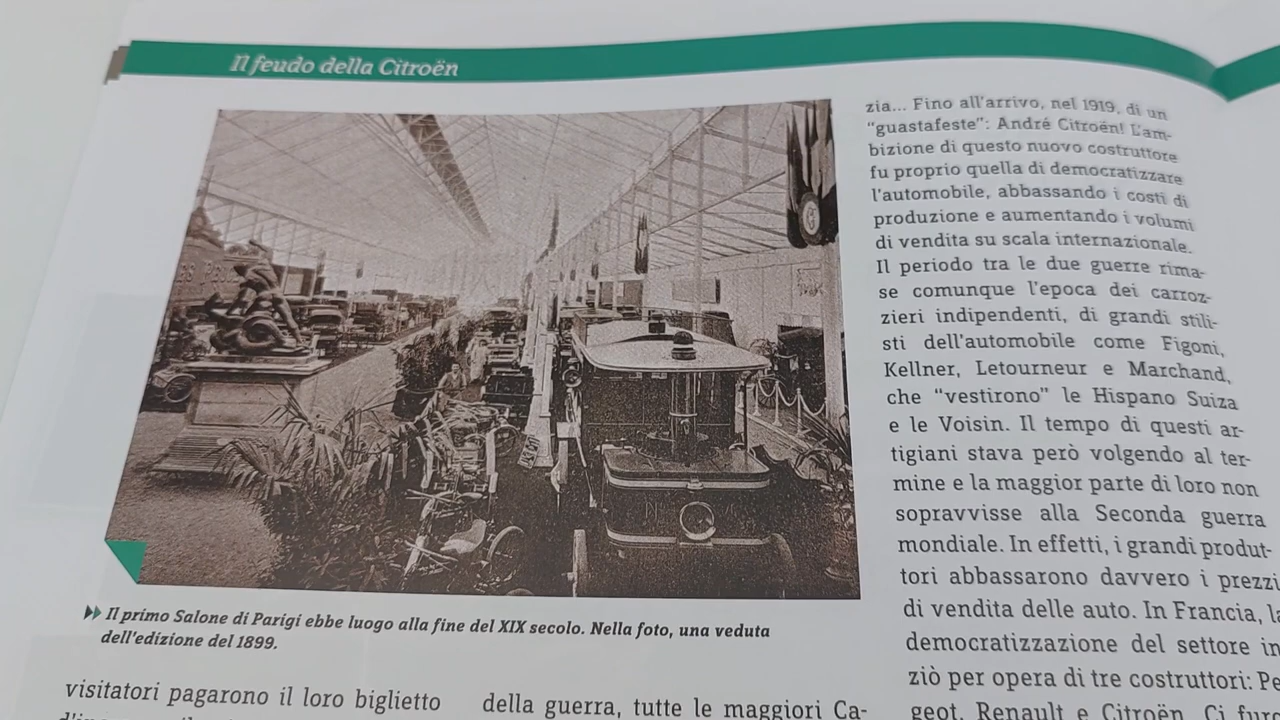 Il feudo della Citroën
Il primo Salone di Parigi ebbe luogo alla fine del XIX secolo. Nella foto, una veduta
dell'edizione del 1899.
visitatori pagarono il loro biglietto
della guerra, tutte le maggiori Ca-
zia... Fino all'arrivo, nel 1919, di un
"guastafeste": André Citroën! L'am-
bizione di questo nuovo costruttore
fu proprio quella di democratizzare
l'automobile, abbassando i costi di
produzione e aumentando i volumi
di vendita su scala internazionale.
Il periodo tra le due guerre rima-
se comunque l'epoca dei carroz-
zieri indipendenti, di grandi stili-
sti dell'automobile come Figoni,
Kellner, Letourneur e Marchand,
che "vestirono" le Hispano Suiza
e le Voisin. Il tempo di questi ar-
tigiani stava però volgendo al ter-
mine e la maggior parte di loro non
sopravvisse alla Seconda guerra
mondiale. In effetti, i grandi produt-
tori abbassarono davvero i prezzi
di vendita delle auto. In Francia, la
democratizzazione del settore in
ziò per opera di tre costruttori: Pe
geot, Renault e Citroën. Ci furo